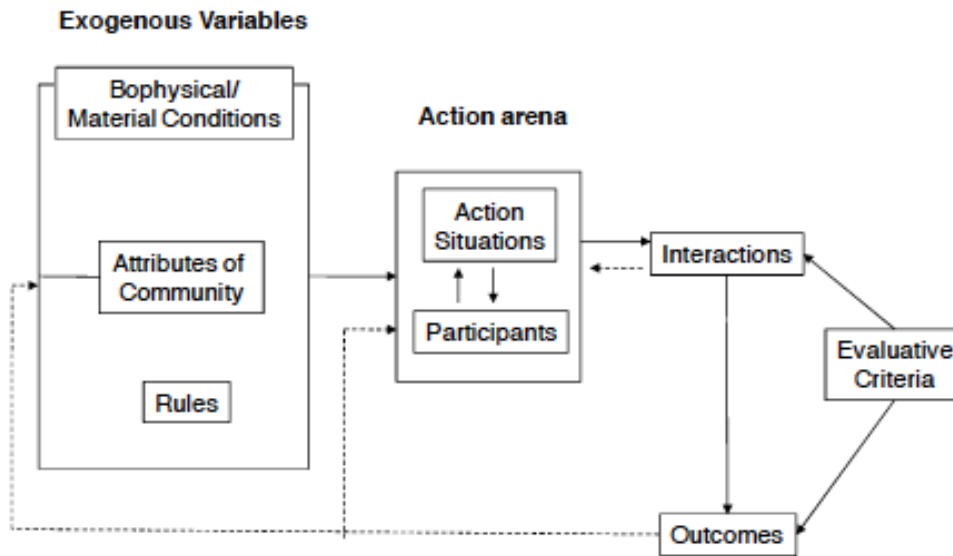 Exogenous Variables
Bophysical/
Material Conditions
Attributes of
Community
Rules
Action arena
Action
Situations
Participants
Interactions
Evaluative
Criteria
Outcomes